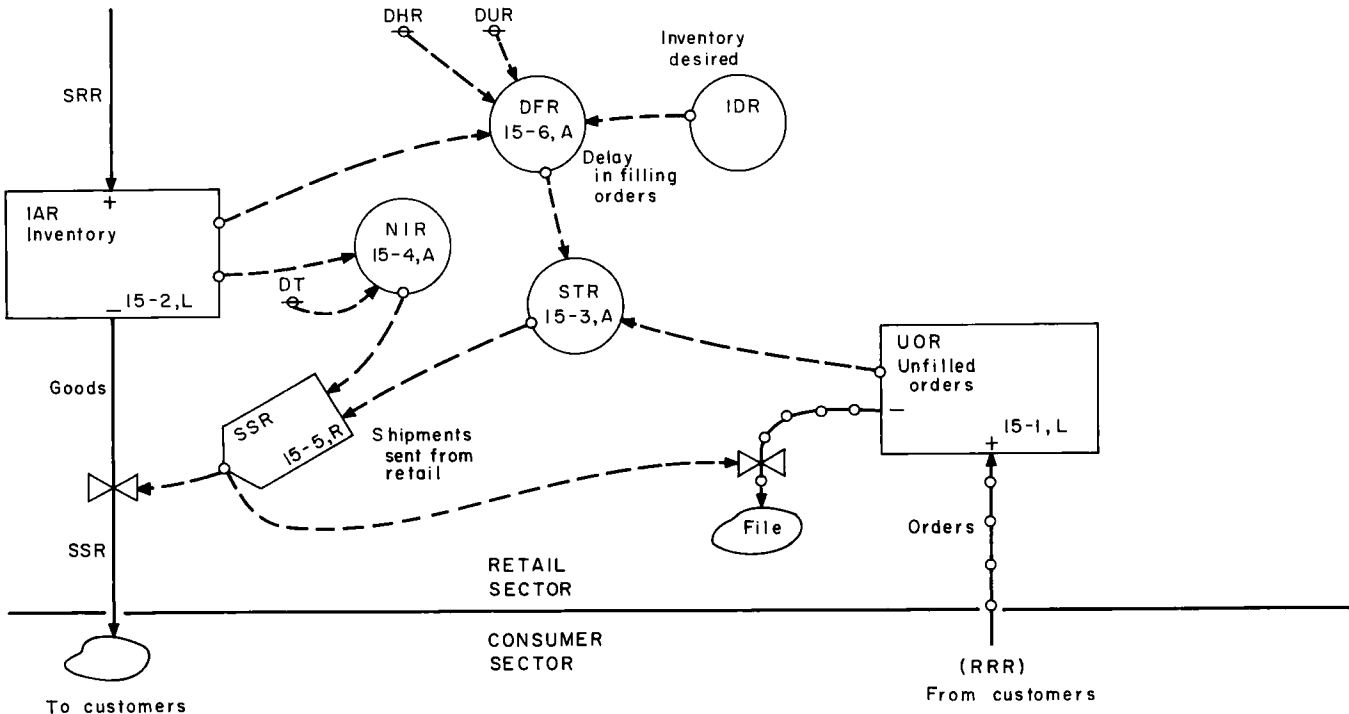 DHR
DUR
Inventory
desired
SRR
DFR
15-6, A
IDR
Delay
in filling
orders
+
IAR
Inventory
NIR
15-4, A
DT
15-2, L
–
STR
15-3, A
UOR
Unfilled
orders
–
15-1, L
+
Goods
SSR
15-5, R
Shipments
sent from
retail
SSR
File
Orders
RETAIL
SECTOR
CONSUMER
SECTOR
(RRR)
From customers
To customers